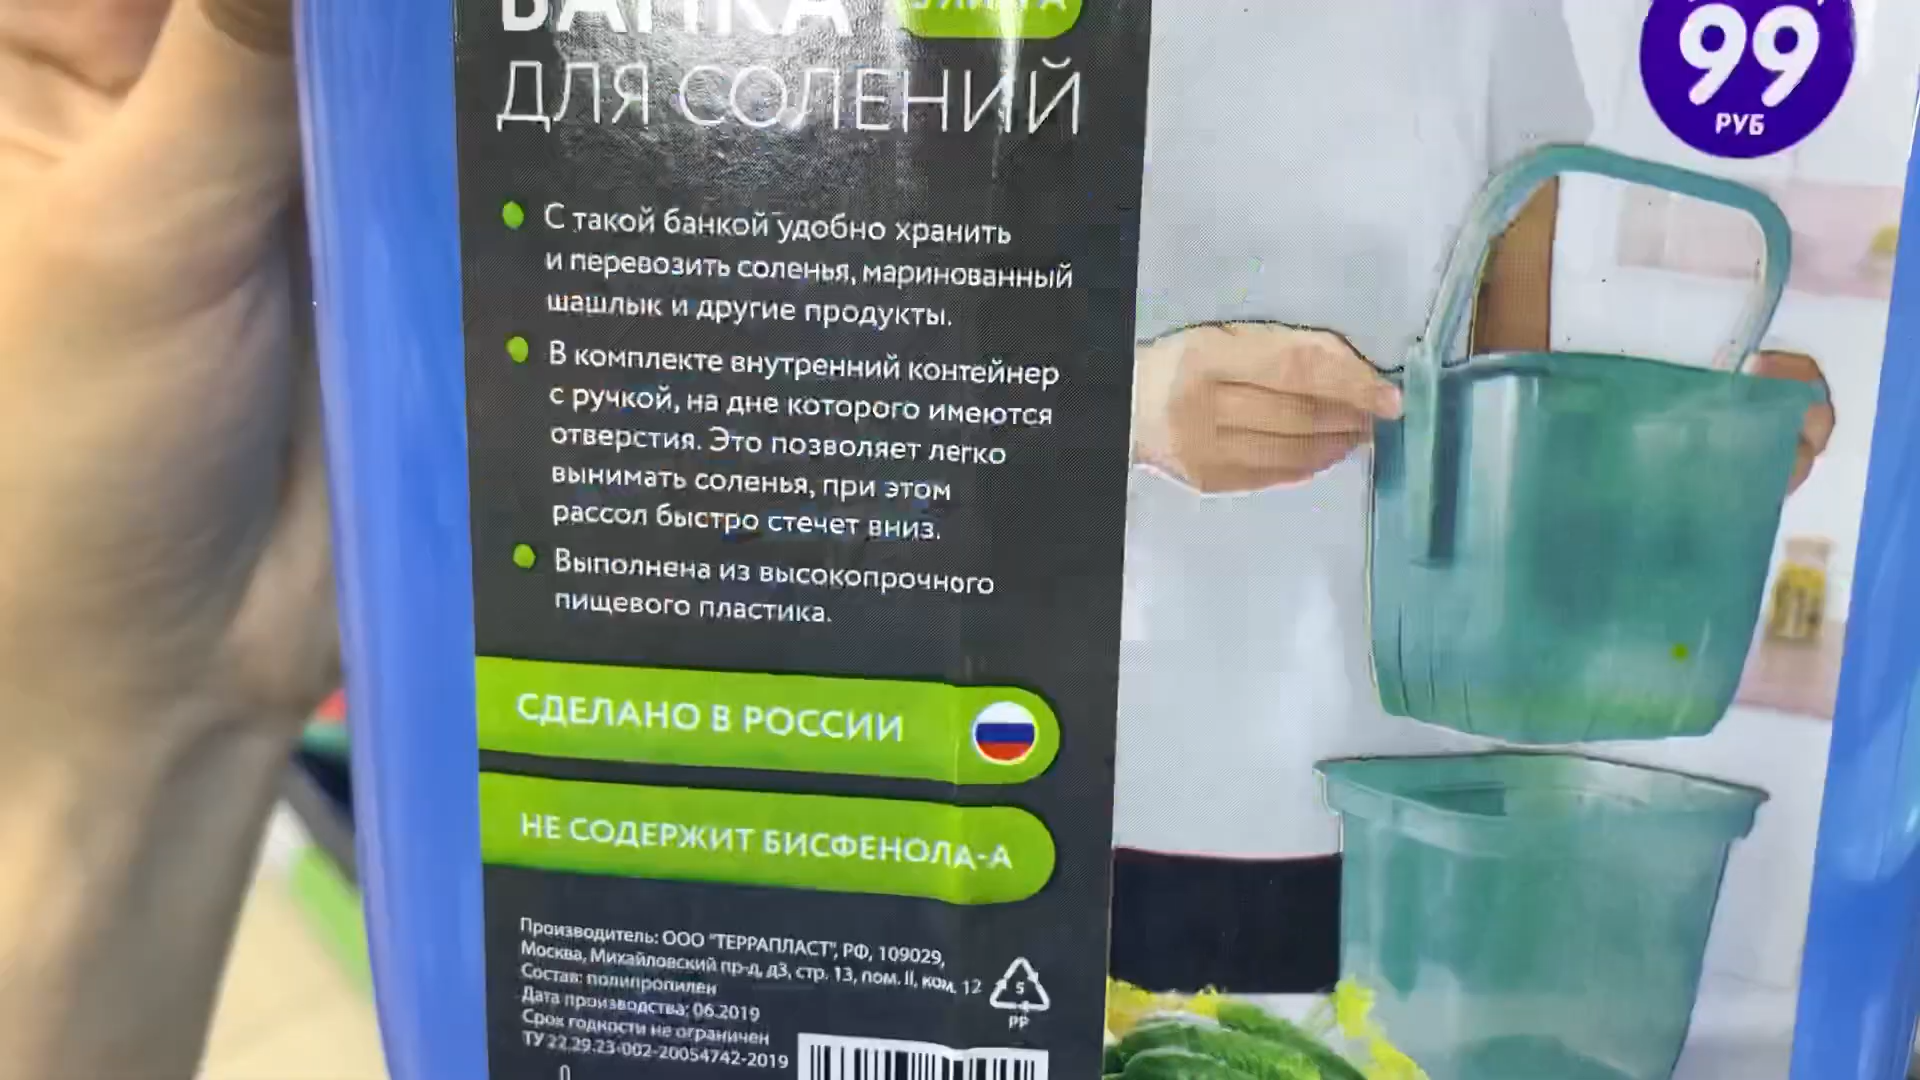 БАНКА
ДЛЯ СОЛЕНИЙ
99
РУБ
С такой банкой удобно хранить
и перевозить соленья, маринованный
шашлык и другие продукты.
В комплекте внутренний контейнер
с ручкой, на дне которого имеются
отверстия. Это позволяет легко
вынимать соленья, при этом
рассол быстро стечет вниз.
Выполнена из высокопрочного
пищевого пластика.
СДЕЛАНО В РОССИИ
НЕ СОДЕРЖИТ БИСФЕНОЛА-А
Производитель: ООО "ТЕРРАПЛАСТ", РФ, 109029,
Москва, Михайловский пр-д, д3, стр. 13, пом. II, ком. 12
Состав: полипропилен
Дата производства: 06.2019
Срок годности не ограничен
ТУ 22.29.23-002-20054742-2019
5
PP